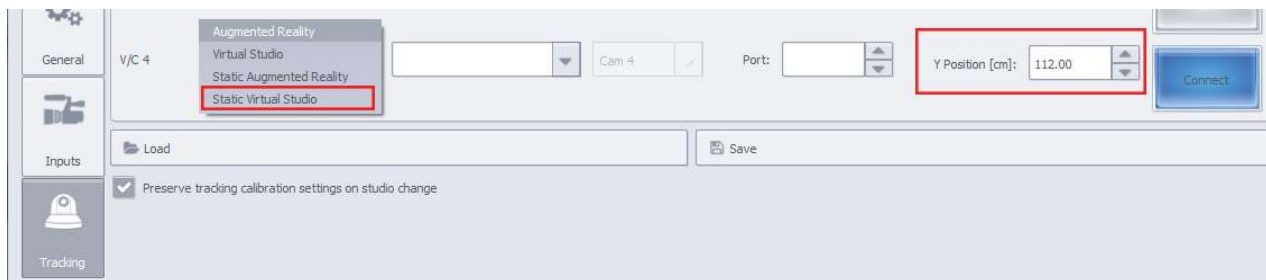 General
V/C 4
Augmented Reality
Virtual Studio
Static Augmented Reality
Static Virtual Studio
Cam 4
Port:
Y Position [cm]: 112.00
Connect
Inputs
Load
Save
Preserve tracking calibration settings on studio change
Tracking